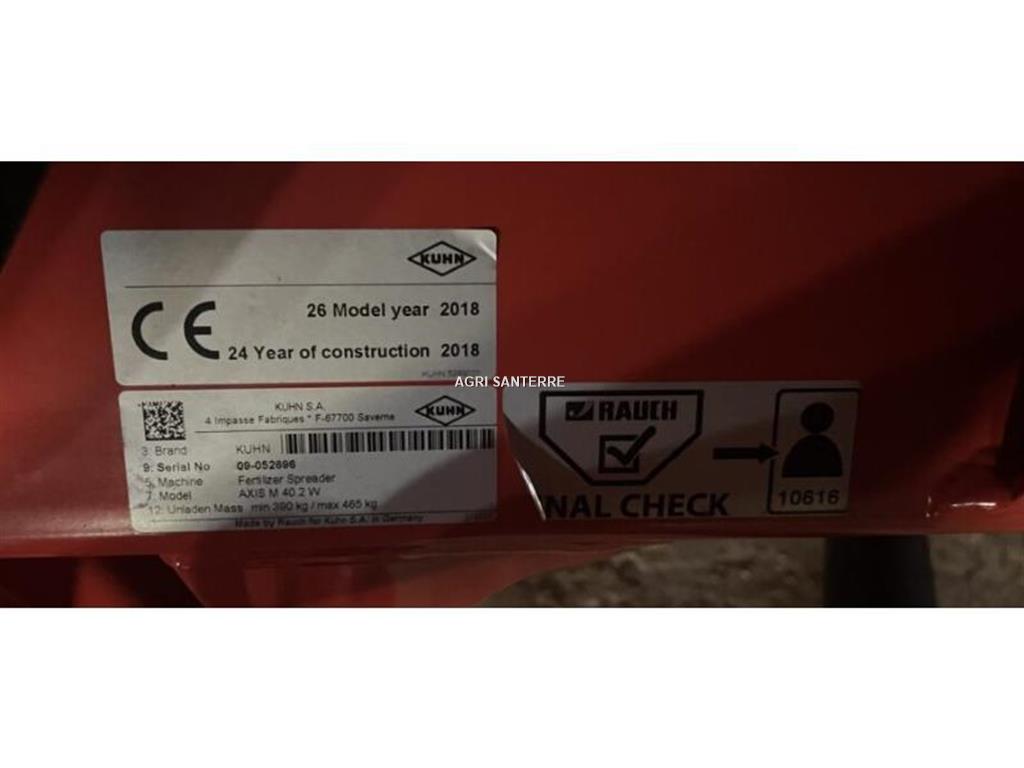 KUHN
CE
26 Model year 2018
24 Year of construction 2018
AGRI SANTERRE
KUHN S.A.
4 Impasse Fabriques * F-67700 Saverne
KUHN
3: Brand KUHN
9: Serial No 09-052696
5: Machine Fertilizer Spreader
7: Model AXIS M 40.2 W
12: Unladen Mass min 390 kg / max 465 kg
Made by Rauch for Kuhn S.A. in Germany
RAUCH
NAL CHECK
10616